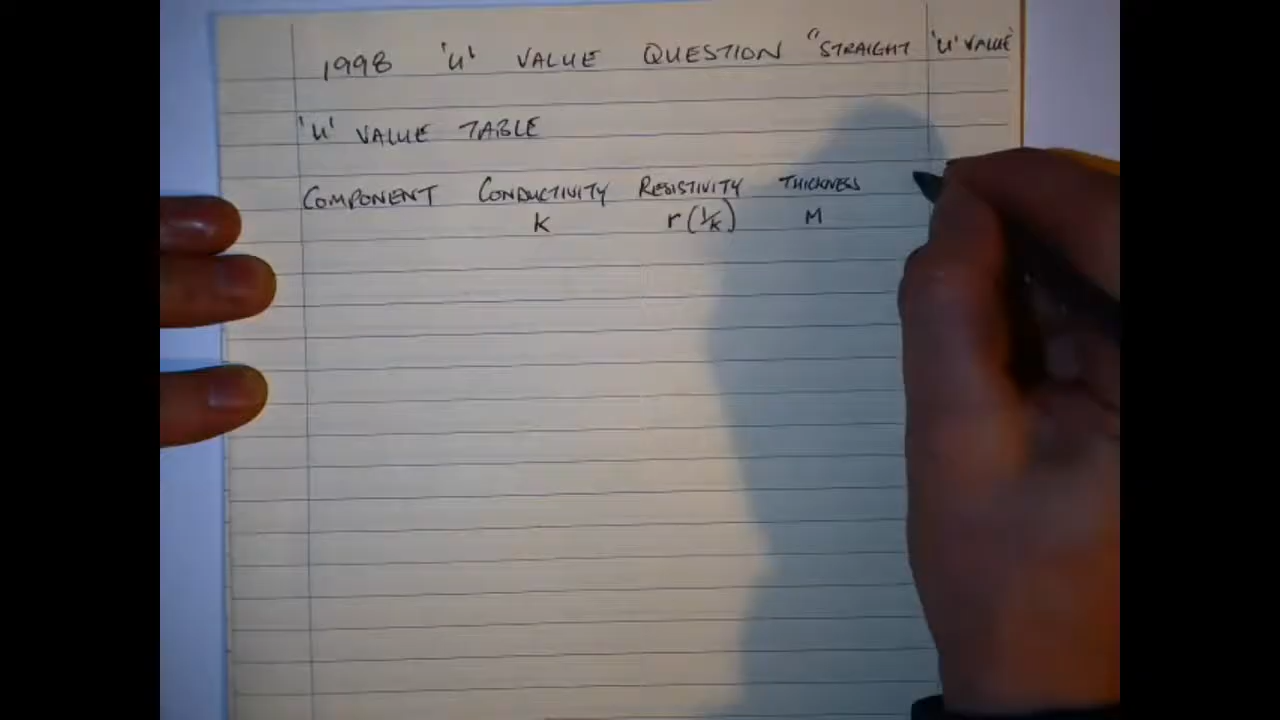 1998 'U' VALUE QUESTION "STRAIGHT 'U' VALUE'
'U' VALUE TABLE
COMPONENT CONDUCTIVITY RESISTIVITY THICKNESS
k r(1/k) M